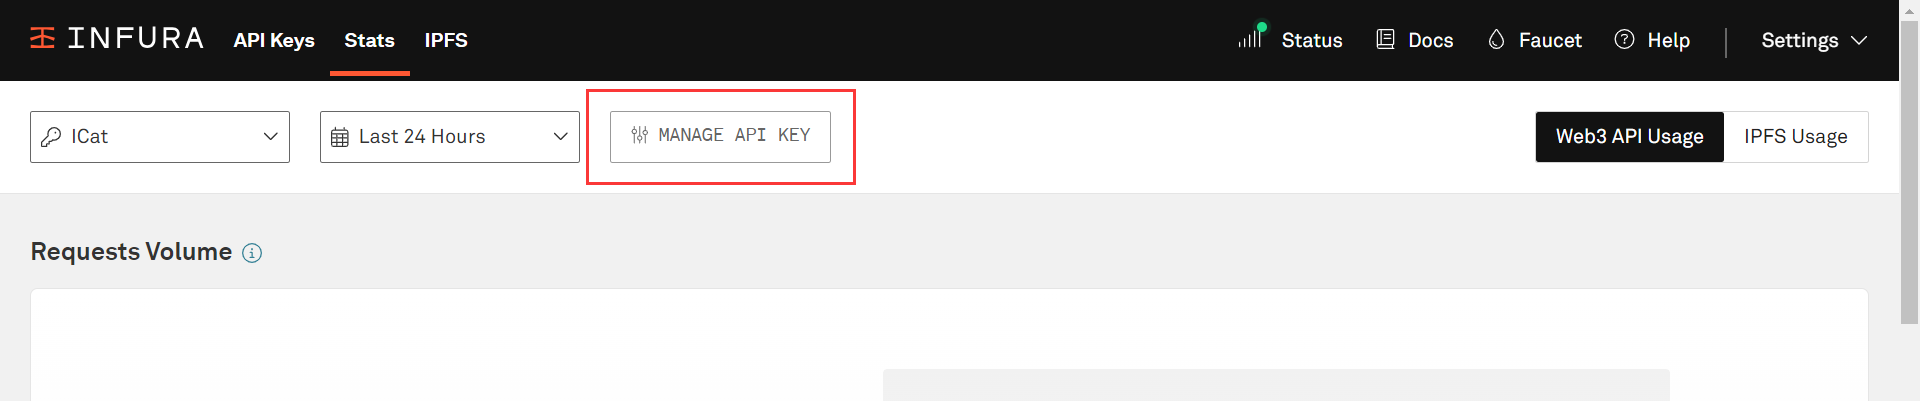 INFURA API Keys Stats IPFS Status Docs Faucet Help Settings
ICat Last 24 Hours MANAGE API KEY Web3 API Usage IPFS Usage
Requests Volume